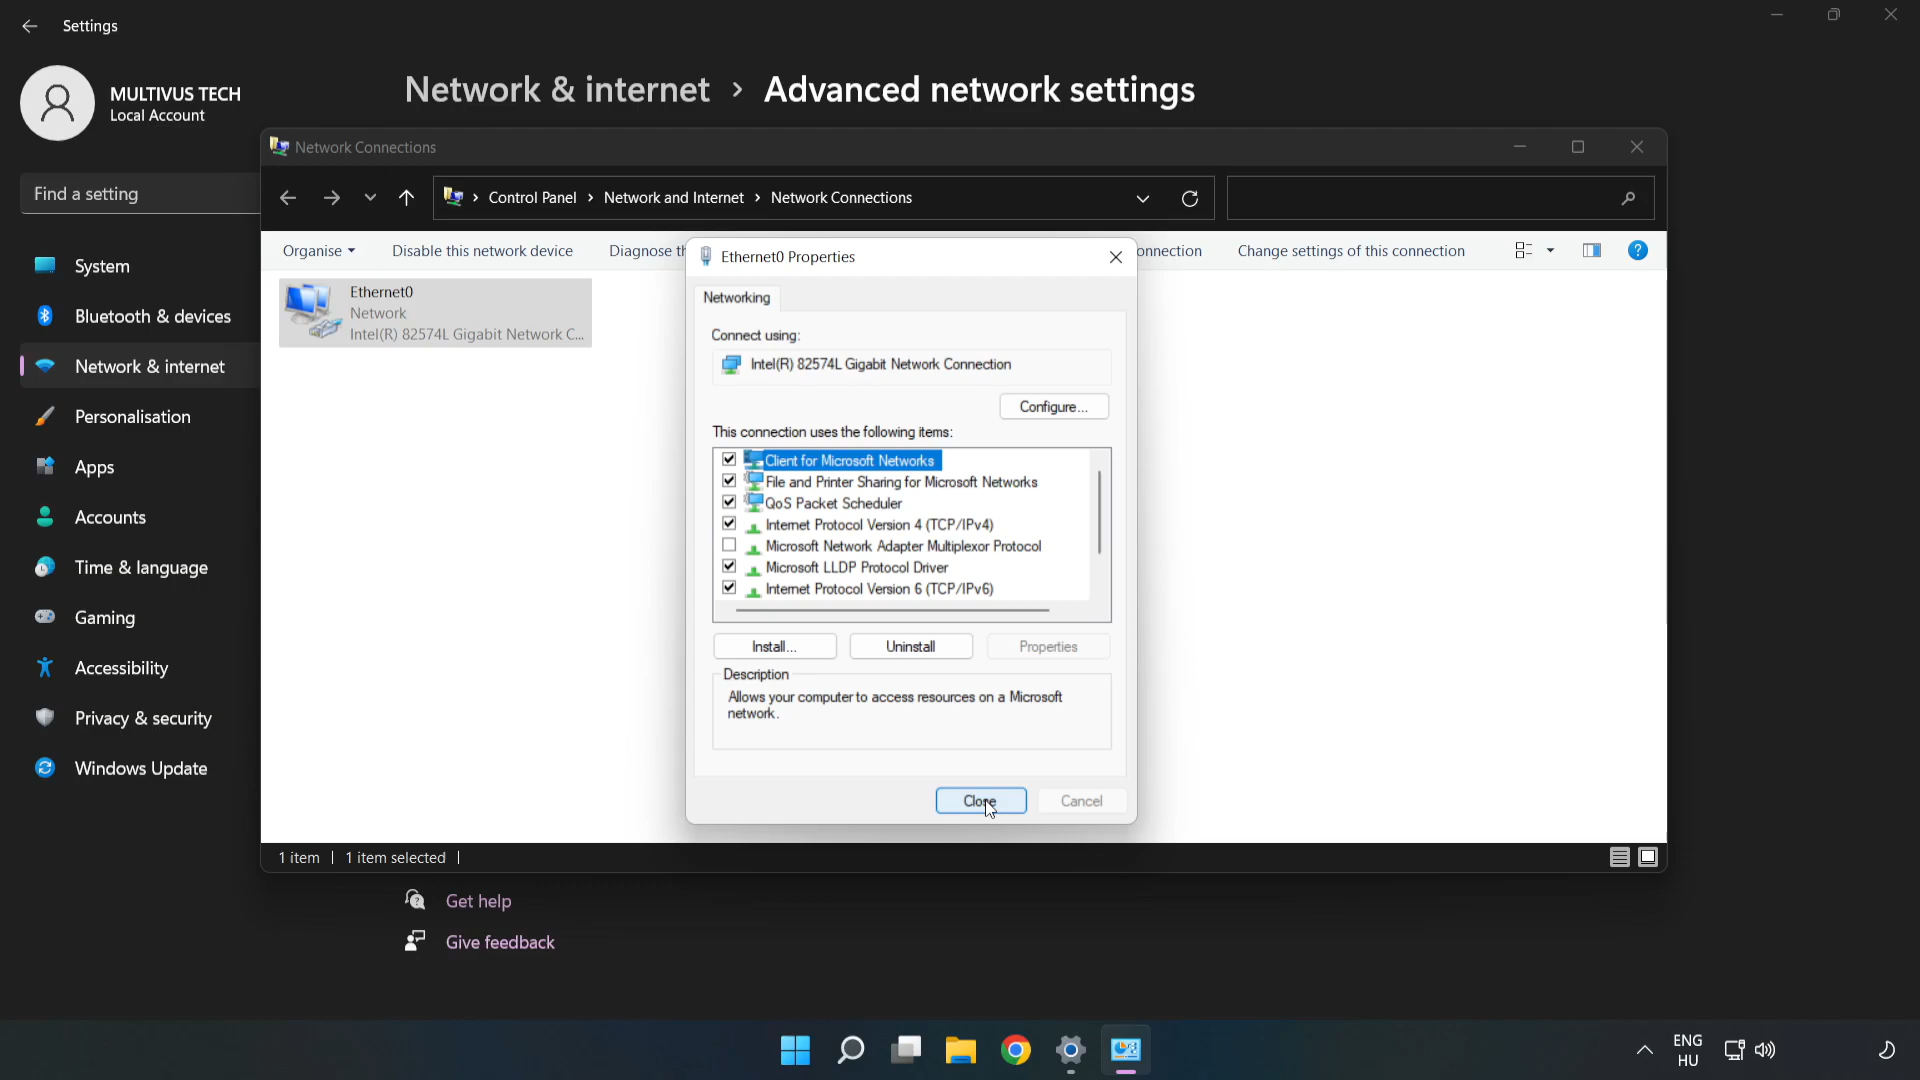 Settings
MULTIVUS TECH
Local Account
Network & internet › Advanced network settings
Find a setting
System
Bluetooth & devices
Network & internet
Personalisation
Apps
Accounts
Time & language
Gaming
Accessibility
Privacy & security
Windows Update
Network Connections
Control Panel › Network and Internet › Network Connections
Organise
Disable this network device
Diagnose th
onnection
Change settings of this connection
Ethernet0
Network
Intel(R) 82574L Gigabit Network C...
Ethernet0 Properties
Networking
Connect using:
Intel(R) 82574L Gigabit Network Connection
Configure...
This connection uses the following items:
Client for Microsoft Networks
File and Printer Sharing for Microsoft Networks
QoS Packet Scheduler
Internet Protocol Version 4 (TCP/IPv4)
Microsoft Network Adapter Multiplexor Protocol
Microsoft LLDP Protocol Driver
Internet Protocol Version 6 (TCP/IPv6)
Install...
Uninstall
Properties
Description
Allows your computer to access resources on a Microsoft
network.
Close
Cancel
1 item
1 item selected
Get help
Give feedback
ENG
HU